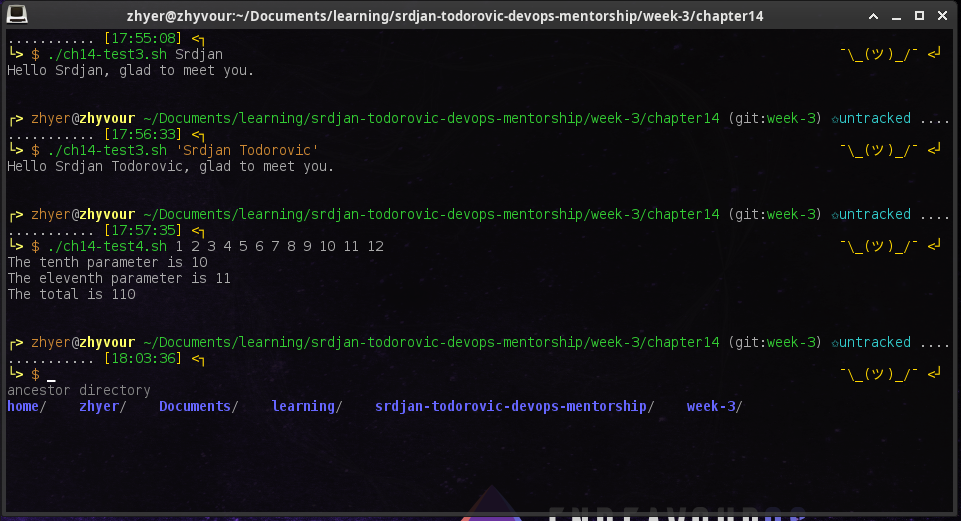 zhyer@zhyvour:~/Documents/learning/srdjan-todorovic-devops-mentorship/week-3/chapter14
........... [17:55:08] <┐
└> $ ./ch14-test3.sh Srdjan ¯\_(ツ)_/¯ <┘
Hello Srdjan, glad to meet you.
┌> zhyer@zhyvour ~/Documents/learning/srdjan-todorovic-devops-mentorship/week-3/chapter14 (git:week-3) ✩untracked ....
........... [17:56:33] <┐
└> $ ./ch14-test3.sh 'Srdjan Todorovic' ¯\_(ツ)_/¯ <┘
Hello Srdjan Todorovic, glad to meet you.
┌> zhyer@zhyvour ~/Documents/learning/srdjan-todorovic-devops-mentorship/week-3/chapter14 (git:week-3) ✩untracked ....
........... [17:57:35] <┐
└> $ ./ch14-test4.sh 1 2 3 4 5 6 7 8 9 10 11 12 ¯\_(ツ)_/¯ <┘
The tenth parameter is 10
The eleventh parameter is 11
The total is 110
┌> zhyer@zhyvour ~/Documents/learning/srdjan-todorovic-devops-mentorship/week-3/chapter14 (git:week-3) ✩untracked ....
........... [18:03:36] <┐
└> $ _ ¯\_(ツ)_/¯ <┘
ancestor directory
home/ zhyer/ Documents/ learning/ srdjan-todorovic-devops-mentorship/ week-3/
ENDEAVOUROS